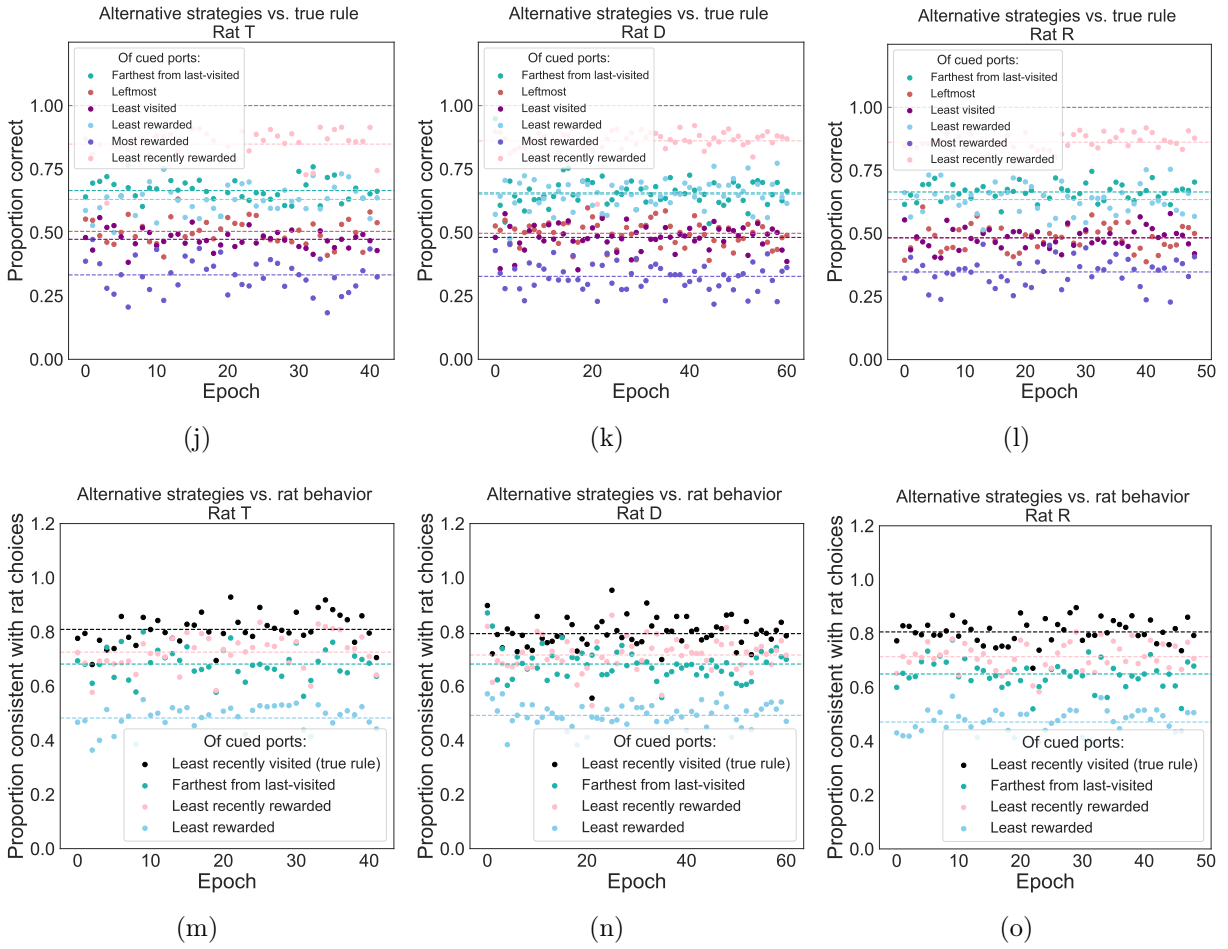 Alternative strategies vs. true rule
Rat T
Proportion correct
1.00
0.75
0.50
0.25
0.00
Of cued ports:
Farthest from last-visited
Leftmost
Least visited
Least rewarded
Most rewarded
Least recently rewarded
0 10 20 30 40
Epoch
(j)
Alternative strategies vs. true rule
Rat D
Proportion correct
1.00
0.75
0.50
0.25
0.00
Of cued ports:
Farthest from last-visited
Leftmost
Least visited
Least rewarded
Most rewarded
Least recently rewarded
0 20 40 60
Epoch
(k)
Alternative strategies vs. true rule
Rat R
Proportion correct
1.00
0.75
0.50
0.25
0.00
Of cued ports:
Farthest from last-visited
Leftmost
Least visited
Least rewarded
Most rewarded
Least recently rewarded
0 10 20 30 40 50
Epoch
(l)
Alternative strategies vs. rat behavior
Rat T
Proportion consistent with rat choices
1.2
1.0
0.8
0.6
0.4
0.2
0.0
Of cued ports:
Least recently visited (true rule)
Farthest from last-visited
Least recently rewarded
Least rewarded
0 10 20 30 40
Epoch
(m)
Alternative strategies vs. rat behavior
Rat D
Proportion consistent with rat choices
1.2
1.0
0.8
0.6
0.4
0.2
0.0
Of cued ports:
Least recently visited (true rule)
Farthest from last-visited
Least recently rewarded
Least rewarded
0 20 40 60
Epoch
(n)
Alternative strategies vs. rat behavior
Rat R
Proportion consistent with rat choices
1.2
1.0
0.8
0.6
0.4
0.2
0.0
Of cued ports:
Least recently visited (true rule)
Farthest from last-visited
Least recently rewarded
Least rewarded
0 10 20 30 40 50
Epoch
(o)